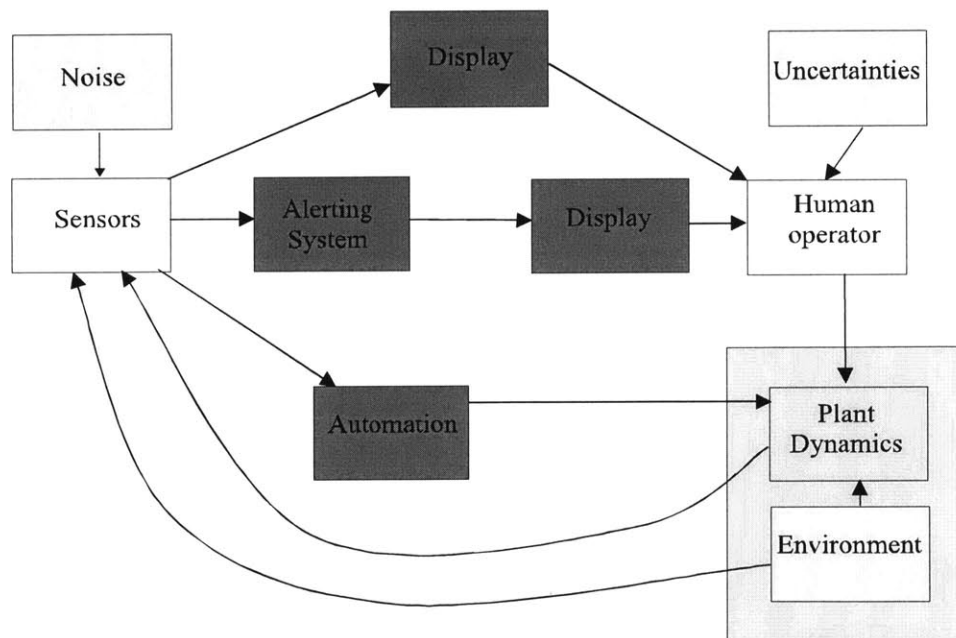 Display
Noise
Uncertainties
Sensors
Alerting
System
Display
Human
operator
Automation
Plant
Dynamics
Environment